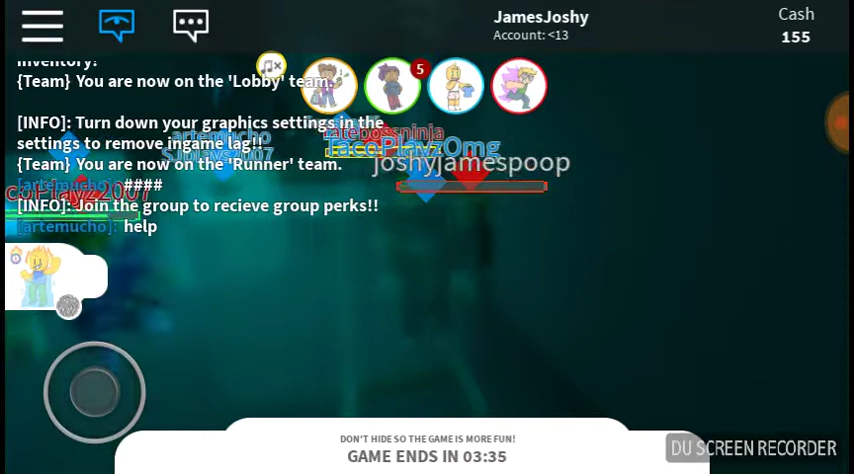 JamesJoshy
Account: <13
Cash
155
inventory!
{Team} You are now on the 'Lobby' team.
5
[INFO]: Turn down your graphics settings in the
settings to remove ingame lag!!
{Team} You are now on the 'Runner' team.
[artemucho]: ####
[INFO]: Join the group to recieve group perks!!
[artemucho]: help
artemucho
TacoPlayzOmg
joshyjamespoop
DON'T HIDE SO THE GAME IS MORE FUN!
GAME ENDS IN 03:35
DU SCREEN RECORDER